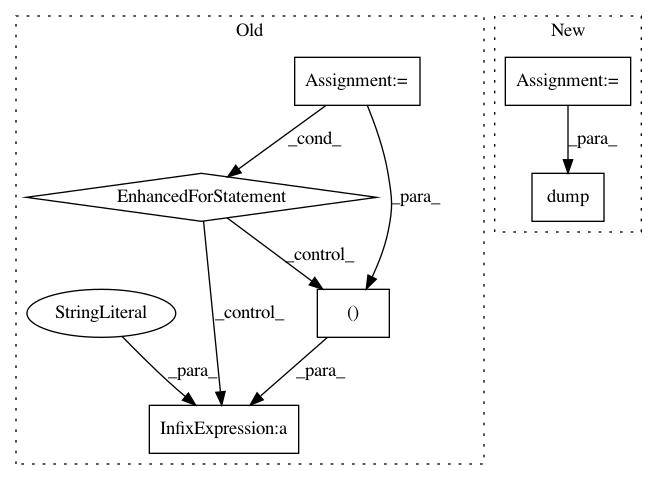 Old
New
Assignment:=
Assignment:=
_cond_
_para_
EnhancedForStatement
_para_
dump
_control_
StringLiteral
_control_
()
_para_
_para_
InfixExpression:a